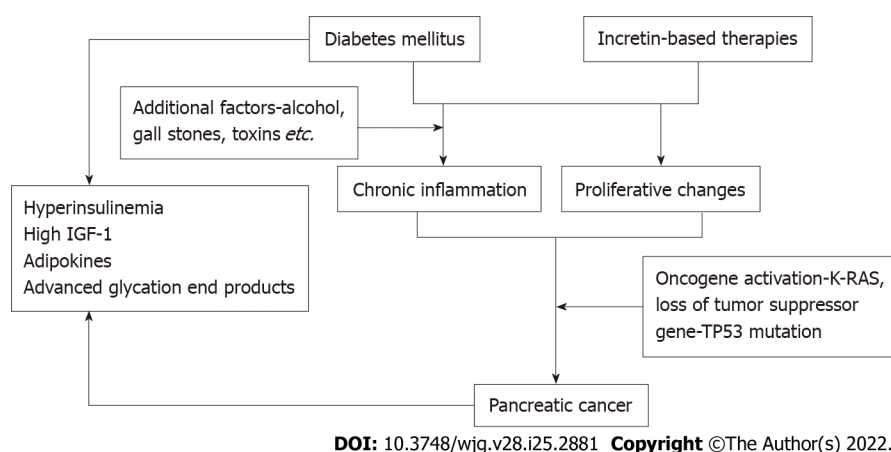 Diabetes mellitus
Incretin-based therapies
Additional factors-alcohol,
gall stones, toxins etc.
Chronic inflammation
Proliferative changes
Hyperinsulinemia
High IGF-1
Adipokines
Advanced glycation end products
Oncogene activation-K-RAS,
loss of tumor suppressor
gene-TP53 mutation
Pancreatic cancer
DOI: 10.3748/wjg.v28.i25.2881 Copyright ©The Author(s) 2022.